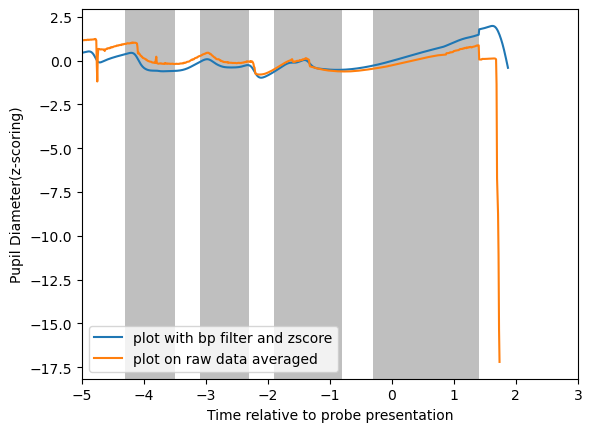 2.5
0.0
−2.5
−5.0
−7.5
−10.0
−12.5
−15.0
−17.5
Pupil Diameter(z-scoring)
plot with bp filter and zscore
plot on raw data averaged
−5 −4 −3 −2 −1 0 1 2 3
Time relative to probe presentation